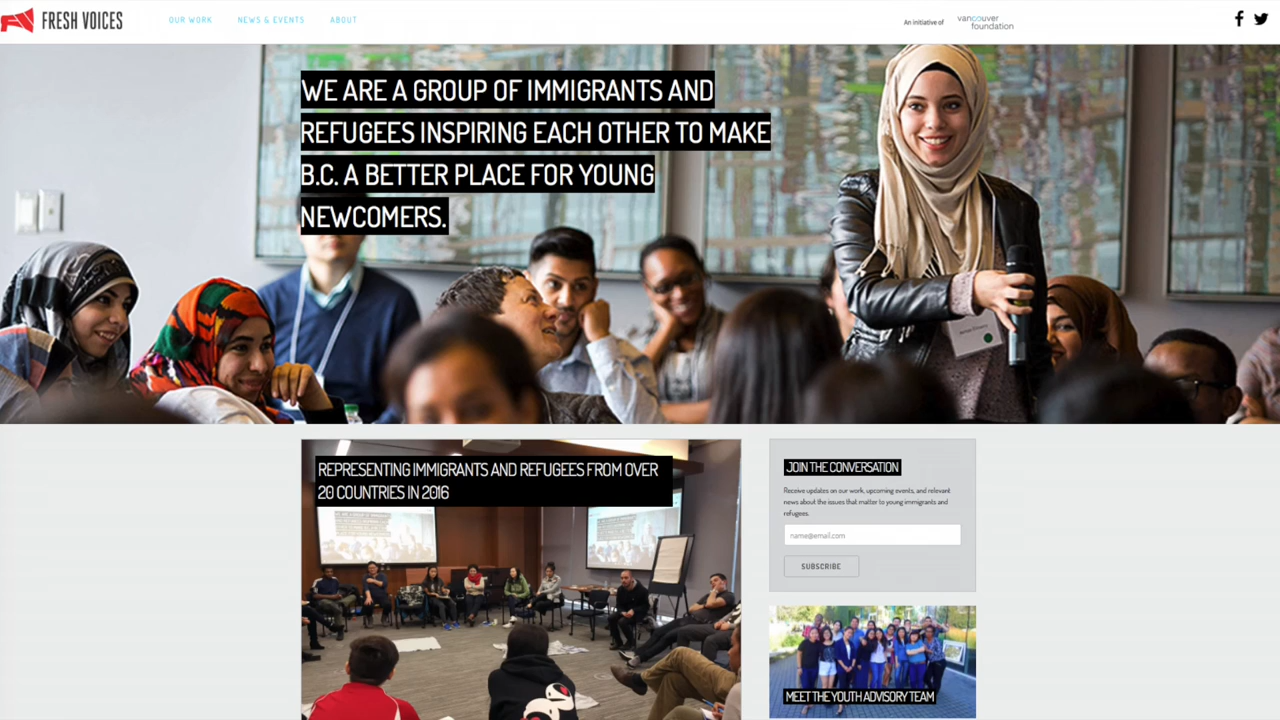 FRESH VOICES
OUR WORK
NEWS & EVENTS
ABOUT
An initiative of
vancouver
foundation
WE ARE A GROUP OF IMMIGRANTS AND
REFUGEES INSPIRING EACH OTHER TO MAKE
B.C. A BETTER PLACE FOR YOUNG
NEWCOMERS.
REPRESENTING IMMIGRANTS AND REFUGEES FROM OVER
20 COUNTRIES IN 2016
JOIN THE CONVERSATION
Receive updates on our work, upcoming events, and relevant
news about the issues that matter to young immigrants and
refugees.
name@email.com
SUBSCRIBE
MEET THE YOUTH ADVISORY TEAM